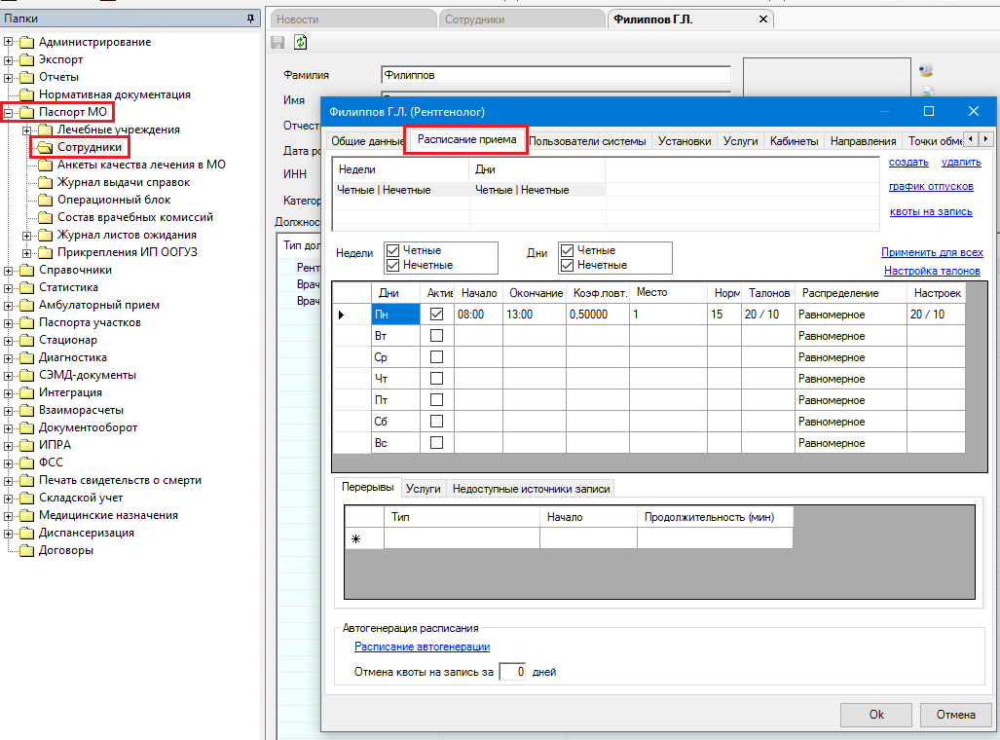 Папки
Администрирование
Экспорт
Отчеты
Нормативная документация
Паспорт МО
Лечебные учреждения
Сотрудники
Анкеты качества лечения в МО
Журнал выдачи справок
Операционный блок
Состав врачебных комиссий
Журнал листов ожидания
Прикрепления ИП ООГУЗ
Справочники
Статистика
Амбулаторный прием
Паспорта участков
Стационар
Диагностика
СЭМД-документы
Интеграция
Взаиморасчеты
Документооборот
ИПРА
ФСС
Печать свидетельств о смерти
Складской учет
Медицинские назначения
Диспансеризация
Договоры
Новости Сотрудники Филиппов Г.Л.
Фамилия Филиппов
Имя
Отчест
Дата ро
ИНН
Категор
Должнос
Тип дол
Рент
Врач
Врач
Филиппов Г.Л. (Рентгенолог)
Общие данные Расписание приема Пользователи системы Установки Услуги Кабинеты Направления Точки обме
Недели Дни
Четные | Нечетные Четные | Нечетные
создать удалить
график отпусков
квоты на запись
Недели Четные Нечетные Дни Четные Нечетные
Применить для всех
Настройка талонов
Дни Актив Начало Окончание Коэф.повт. Место Норм Талонов Распределение Настроек
Пн 08:00 13:00 0,50000 1 15 20 / 10 Равномерное 20 / 10
Вт Равномерное
Ср Равномерное
Чт Равномерное
Пт Равномерное
Сб Равномерное
Вс Равномерное
Перерывы Услуги Недоступные источники записи
Тип Начало Продолжительность (мин)
Автогенерация расписания
Расписание автогенерации
Отмена квоты на запись за 0 дней
Ok Отмена